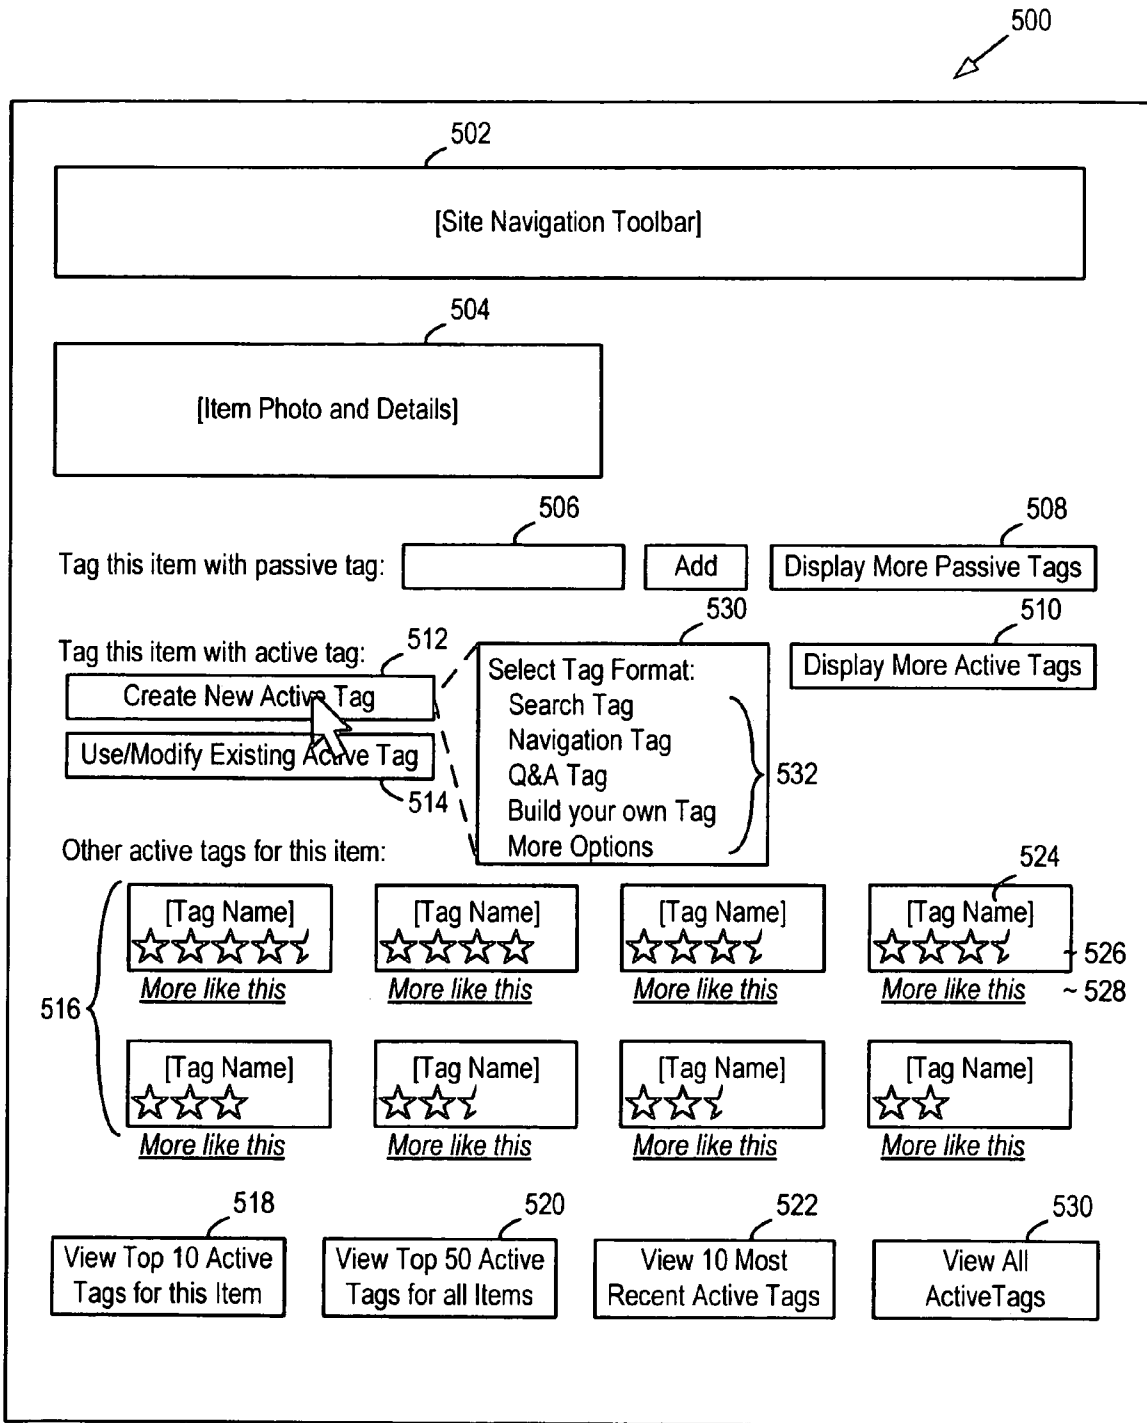 500
502
[Site Navigation Toolbar]
504
[Item Photo and Details]
506
508
Tag this item with passive tag:
Add
Display More Passive Tags
530
510
Tag this item with active tag:
512
Create New Active Tag
Use/Modify Existing Active Tag
514
Select Tag Format:
Search Tag
Navigation Tag
Q&A Tag
Build your own Tag
More Options
532
Display More Active Tags
Other active tags for this item:
524
[Tag Name]
[Tag Name]
[Tag Name]
[Tag Name]
~ 526
More like this
More like this
More like this
More like this
~ 528
516
[Tag Name]
[Tag Name]
[Tag Name]
[Tag Name]
More like this
More like this
More like this
More like this
518
520
522
530
View Top 10 Active
Tags for this Item
View Top 50 Active
Tags for all Items
View 10 Most
Recent Active Tags
View All
ActiveTags